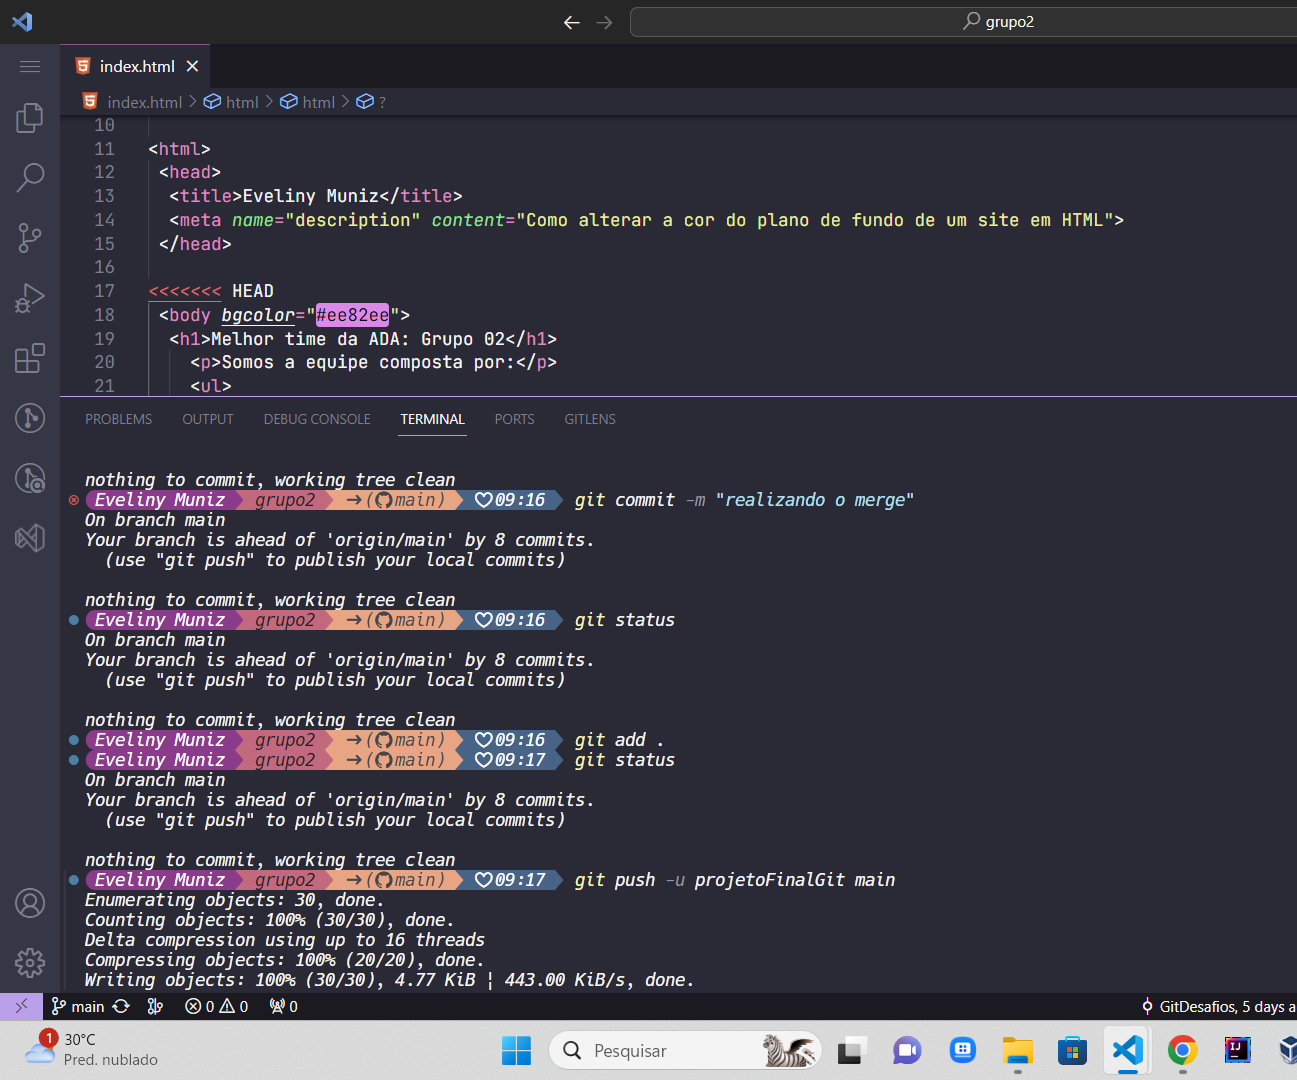 grupo2
index.html
index.html > html > html > ?
10
11 <html>
12 <head>
13 <title>Eveliny Muniz</title>
14 <meta name="description" content="Como alterar a cor do plano de fundo de um site em HTML">
15 </head>
16
17 <<<<<<< HEAD
18 <body bgcolor="#ee82ee">
19 <h1>Melhor time da ADA: Grupo 02</h1>
20 <p>Somos a equipe composta por:</p>
21 <ul>
PROBLEMS OUTPUT DEBUG CONSOLE TERMINAL PORTS GITLENS
nothing to commit, working tree clean
Eveliny Muniz grupo2 →(main) ♡09:16 git commit -m "realizando o merge"
On branch main
Your branch is ahead of 'origin/main' by 8 commits.
(use "git push" to publish your local commits)
nothing to commit, working tree clean
Eveliny Muniz grupo2 →(main) ♡09:16 git status
On branch main
Your branch is ahead of 'origin/main' by 8 commits.
(use "git push" to publish your local commits)
nothing to commit, working tree clean
Eveliny Muniz grupo2 →(main) ♡09:16 git add .
Eveliny Muniz grupo2 →(main) ♡09:17 git status
On branch main
Your branch is ahead of 'origin/main' by 8 commits.
(use "git push" to publish your local commits)
nothing to commit, working tree clean
Eveliny Muniz grupo2 →(main) ♡09:17 git push -u projetoFinalGit main
Enumerating objects: 30, done.
Counting objects: 100% (30/30), done.
Delta compression using up to 16 threads
Compressing objects: 100% (20/20), done.
Writing objects: 100% (30/30), 4.77 KiB ¦ 443.00 KiB/s, done.
main 0 0 0 GitDesafios, 5 days a
1
30°C
Pred. nublado
Pesquisar
IJ